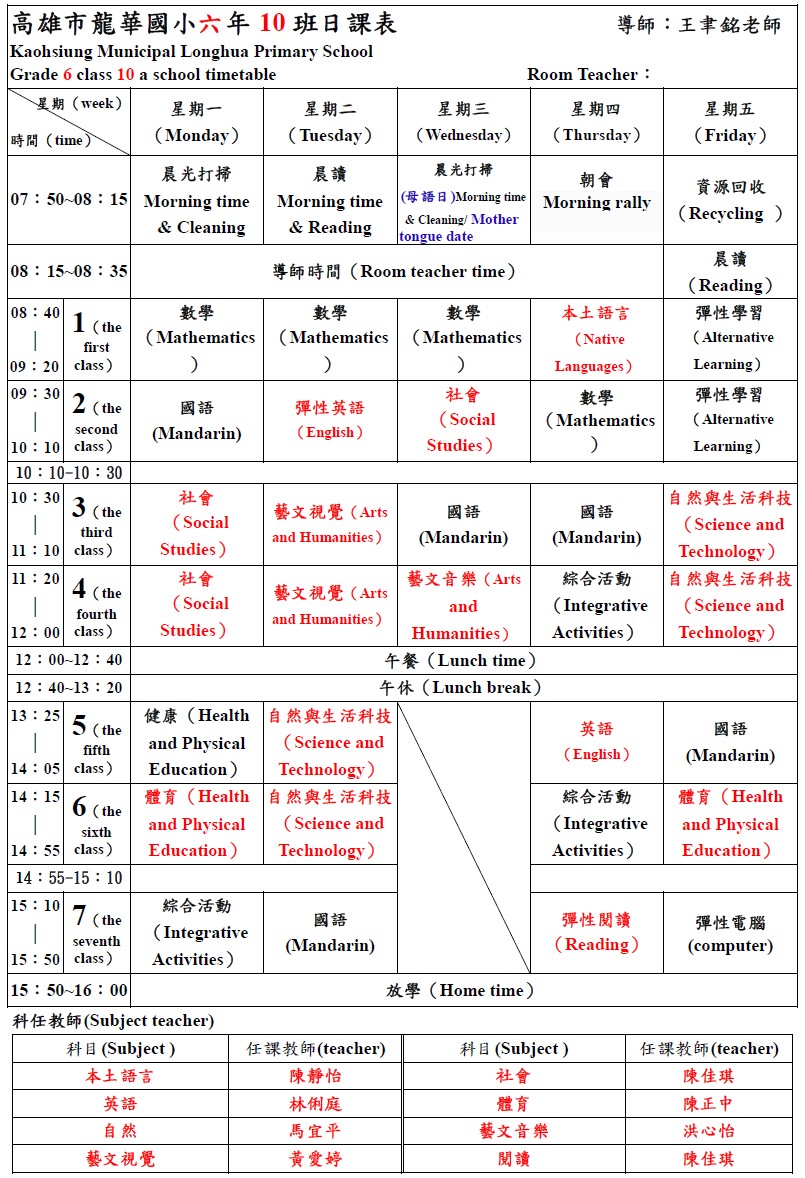 高雄市龍華國小六年10班日課表 導師：王聿銘老師
Kaohsiung Municipal Longhua Primary School
Grade 6 class 10 a school timetable Room Teacher：
星期（week）
時間（time）
星期一
（Monday）
星期二
（Tuesday）
星期三
（Wednesday）
星期四
（Thursday）
星期五
（Friday）
07：50~08：15
晨光打掃
Morning time
& Cleaning
晨讀
Morning time
& Reading
晨光打掃
(母語日)Morning time
& Cleaning/ Mother
tongue date
朝會
Morning rally
資源回收
（Recycling ）
08：15~08：35
導師時間（Room teacher time）
晨讀
（Reading）
08：40
｜
09：20
1（the
first
class）
數學
（Mathematics
）
數學
（Mathematics
）
數學
（Mathematics
）
本土語言
（Native
Languages）
彈性學習
（Alternative
Learning）
09：30
｜
10：10
2（the
second
class）
國語
(Mandarin)
彈性英語
（English）
社會
（Social
Studies）
數學
（Mathematics
）
彈性學習
（Alternative
Learning）
10：10-10：30
10：30
｜
11：10
3（the
third
class）
社會
（Social
Studies）
藝文視覺（Arts
and Humanities）
國語
(Mandarin)
國語
(Mandarin)
自然與生活科技
（Science and
Technology）
11：20
｜
12：00
4（the
fourth
class）
社會
（Social
Studies）
藝文視覺（Arts
and Humanities）
藝文音樂（Arts
and
Humanities）
綜合活動
（Integrative
Activities）
自然與生活科技
（Science and
Technology）
12：00~12：40
午餐（Lunch time）
12：40~13：20
午休（Lunch break）
13：25
｜
14：05
5（the
fifth
class）
健康（Health
and Physical
Education）
自然與生活科技
（Science and
Technology）
英語
（English）
國語
(Mandarin)
14：15
｜
14：55
6（the
sixth
class）
體育（Health
and Physical
Education）
自然與生活科技
（Science and
Technology）
綜合活動
（Integrative
Activities）
體育（Health
and Physical
Education）
14：55-15：10
15：10
｜
15：50
7（the
seventh
class）
綜合活動
（Integrative
Activities）
國語
(Mandarin)
彈性閱讀
（Reading）
彈性電腦
(computer)
15：50~16：00
放學（Home time）
科任教師(Subject teacher)
科目(Subject ) 任課教師(teacher) 科目(Subject ) 任課教師(teacher)
本土語言 陳靜怡 社會 陳佳琪
英語 林俐庭 體育 陳正中
自然 馬宜平 藝文音樂 洪心怡
藝文視覺 黃愛婷 閱讀 陳佳琪